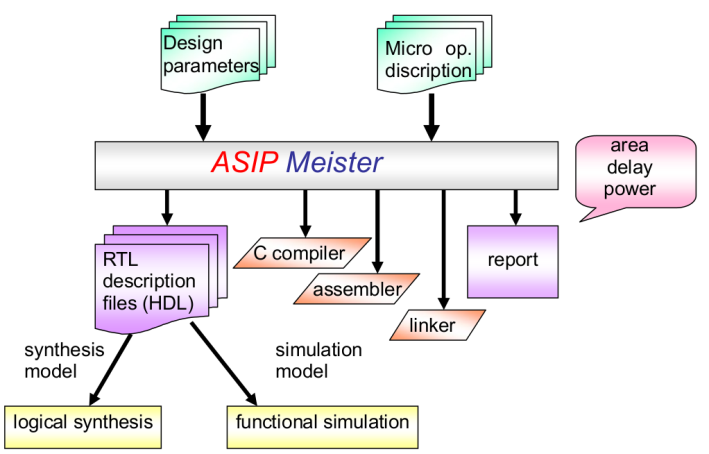 Design
parameters
Micro op.
discription
ASIP Meister
area
delay
power
RTL
description
files (HDL)
C compiler
assembler
linker
report
synthesis
model
simulation
model
logical synthesis
functional simulation